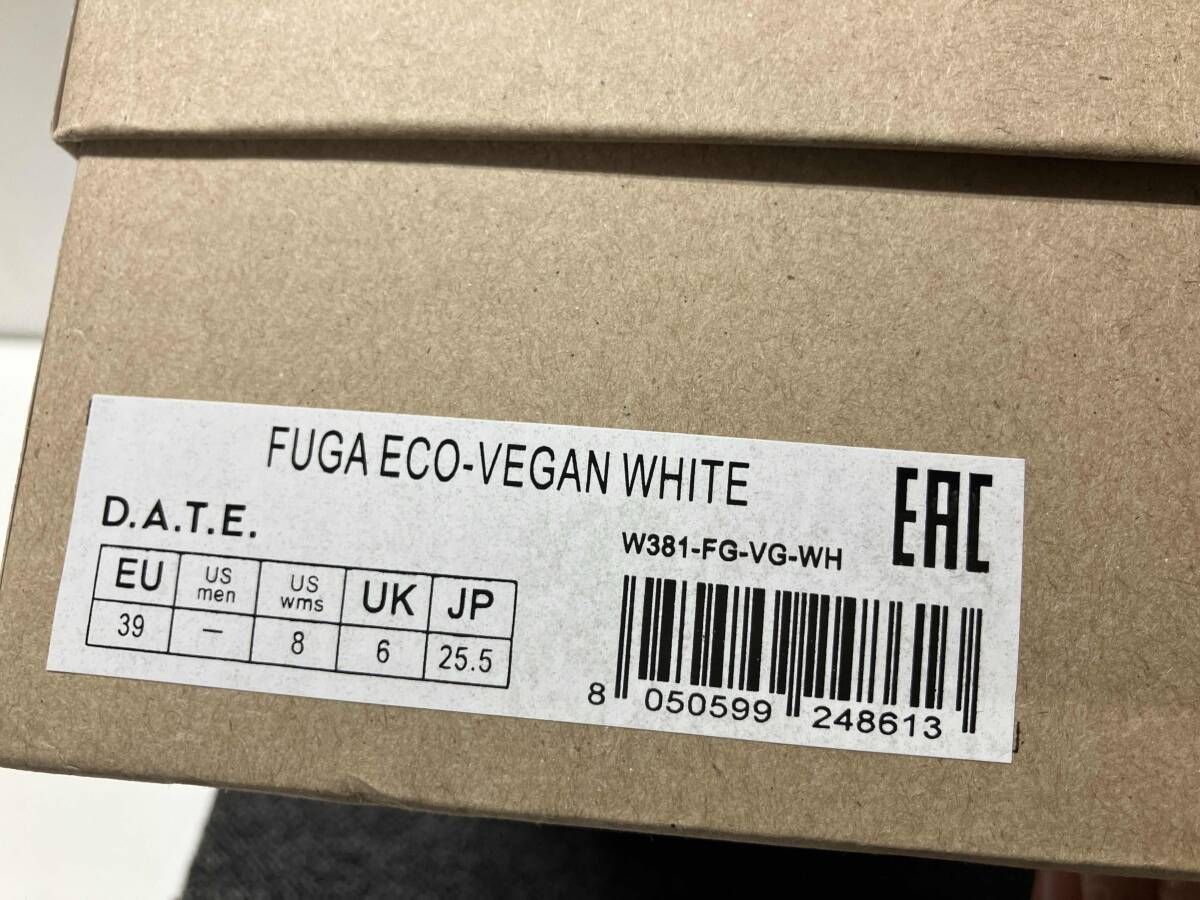 FUGA ECO-VEGAN WHITE
EAC
D.A.T.E.
W381-FG-VG-WH
EU US men US wms UK JP
39 — 8 6 25.5
8 050599 248613